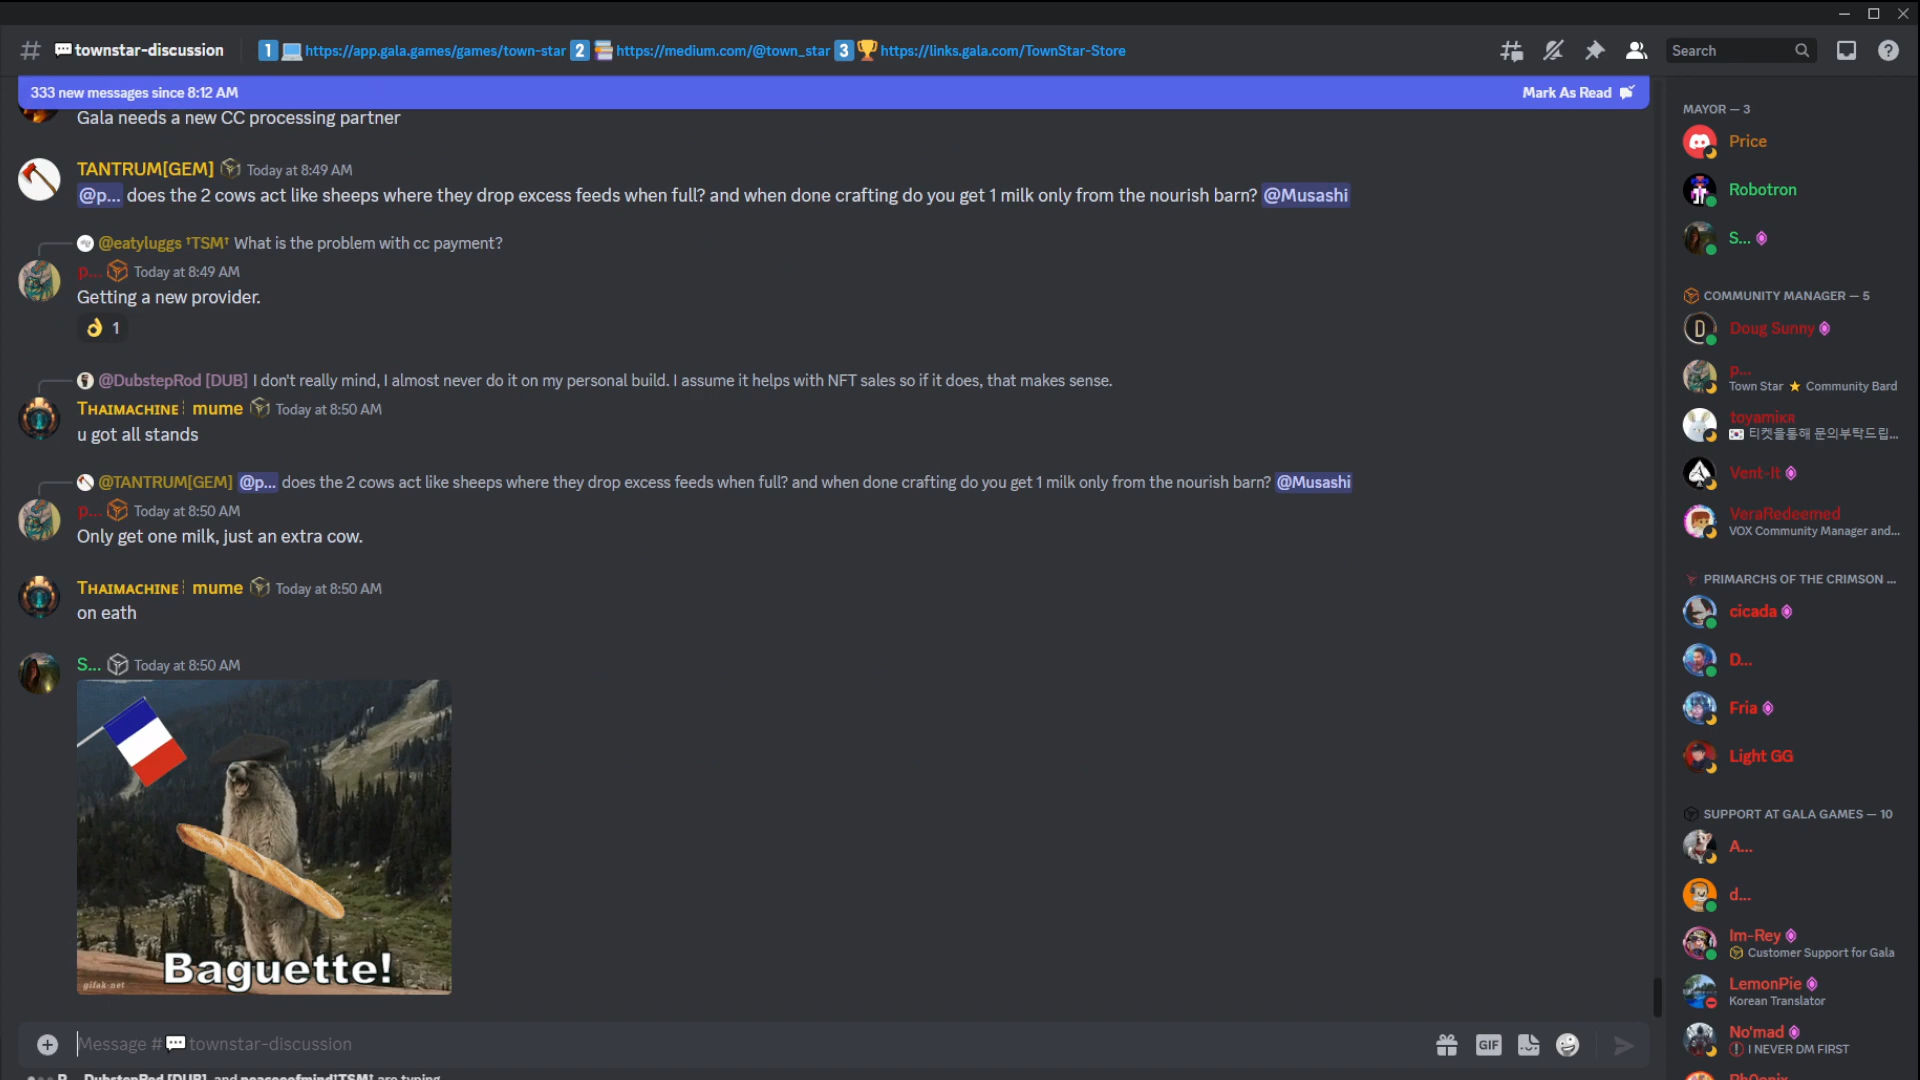 townstar-discussion
1 https://app.gala.games/games/town-star 2 https://medium.com/@town_star 3 https://links.gala.com/TownStar-Store
Search
333 new messages since 8:12 AM
Mark As Read
Gala needs a new CC processing partner
TANTRUM[GEM] Today at 8:49 AM
@p... does the 2 cows act like sheeps where they drop excess feeds when full? and when done crafting do you get 1 milk only from the nourish barn? @Musashi
@eatyluggs †TSM† What is the problem with cc payment?
p... Today at 8:49 AM
Getting a new provider.
1
@DubstepRod [DUB] I don't really mind, I almost never do it on my personal build. I assume it helps with NFT sales so if it does, that makes sense.
Thaimachine mume Today at 8:50 AM
u got all stands
@TANTRUM[GEM] @p... does the 2 cows act like sheeps where they drop excess feeds when full? and when done crafting do you get 1 milk only from the nourish barn? @Musashi
p... Today at 8:50 AM
Only get one milk, just an extra cow.
Thaimachine mume Today at 8:50 AM
on eath
S... Today at 8:50 AM
Baguette!
gifak-net
Message # townstar-discussion
GIF
DubstepRod [DUB], and peaceofmind†TSM† are typing
MAYOR — 3
Price
Robotron
S...
COMMUNITY MANAGER — 5
Doug Sunny
p...
Town Star ⭐ Community Bard
toyamikr
티켓을통해 문의부탁드립...
Vent-It
VeraRedeemed
VOX Community Manager and...
PRIMARCHS OF THE CRIMSON ...
cicada
D...
Fria
Light GG
SUPPORT AT GALA GAMES — 10
A...
d...
Im-Rey
Customer Support for Gala
LemonPie
Korean Translator
No'mad
I NEVER DM FIRST
Ph0enix